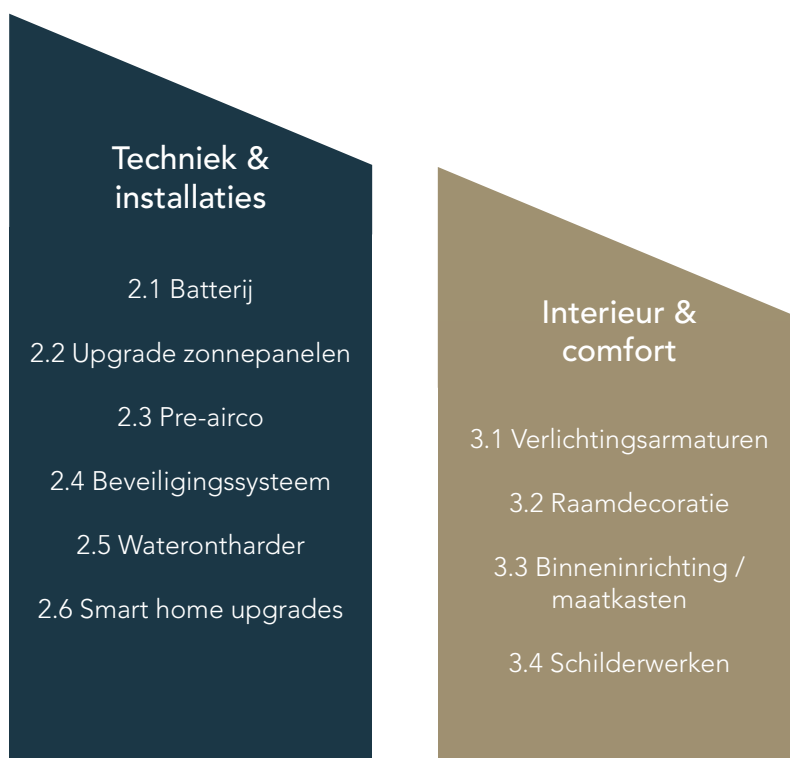 Techniek &
installaties
2.1 Batterij
2.2 Upgrade zonnepanelen
2.3 Pre-airco
2.4 Beveiligingssysteem
2.5 Waterontharder
2.6 Smart home upgrades
Interieur &
comfort
3.1 Verlichtingsarmaturen
3.2 Raamdecoratie
3.3 Binneninrichting /
maatkasten
3.4 Schilderwerken